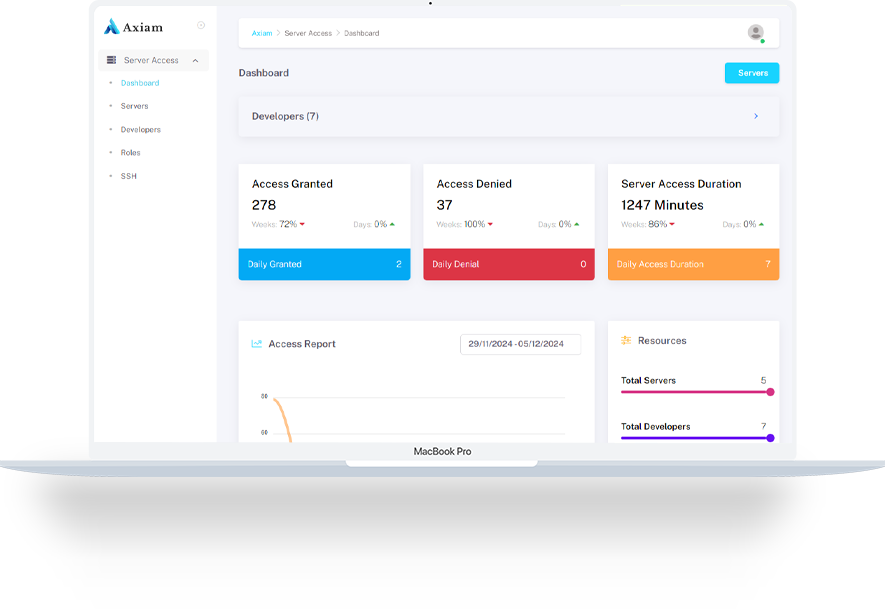 Axiam
Server Access
Dashboard
Servers
Developers
Roles
SSH
Axiam > Server Access > Dashboard
Dashboard
Servers
Developers (7)
Access Granted
278
Weeks: 72%
Days: 0%
Daily Granted 2
Access Denied
37
Weeks: 100%
Days: 0%
Daily Denial 0
Server Access Duration
1247 Minutes
Weeks: 86%
Days: 0%
Daily Access Duration 7
Access Report
29/11/2024 - 05/12/2024
80
60
Resources
Total Servers 5
Total Developers 7
MacBook Pro